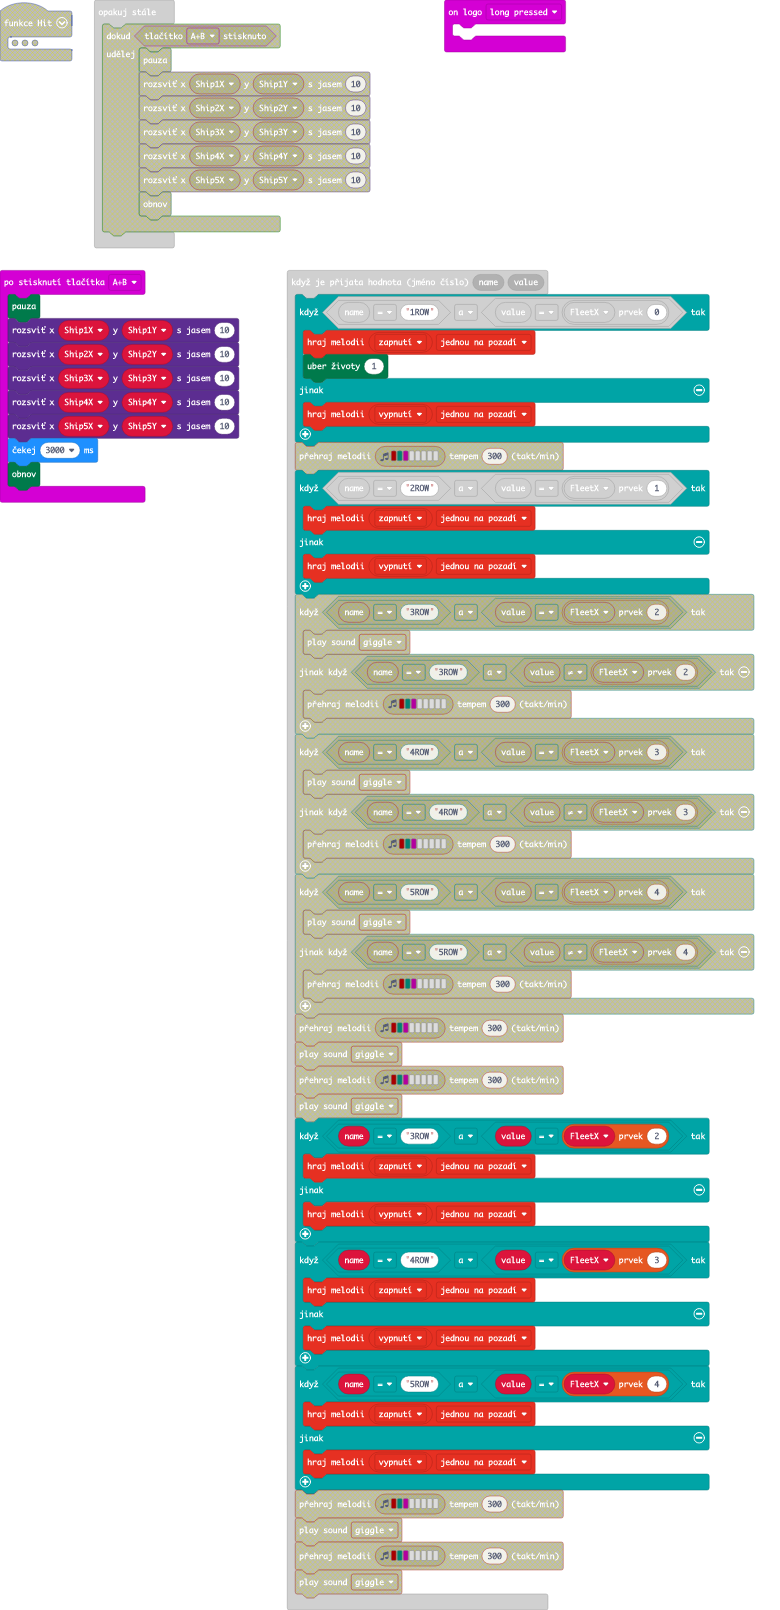 funkce Hit
opakuj stále
dokud tlačítko A+B stisknuto
udělej
pauza
rozsviť x Ship1X y Ship1Y s jasem 10
rozsviť x Ship2X y Ship2Y s jasem 10
rozsviť x Ship3X y Ship3Y s jasem 10
rozsviť x Ship4X y Ship4Y s jasem 10
rozsviť x Ship5X y Ship5Y s jasem 10
obnov
on logo long pressed
po stisknutí tlačítka A+B
pauza
rozsviť x Ship1X y Ship1Y s jasem 10
rozsviť x Ship2X y Ship2Y s jasem 10
rozsviť x Ship3X y Ship3Y s jasem 10
rozsviť x Ship4X y Ship4Y s jasem 10
rozsviť x Ship5X y Ship5Y s jasem 10
čekej 3000 ms
obnov
když je přijata hodnota (jméno číslo) name value
když name = "1ROW" a value = FleetX prvek 0 tak
hraj melodii zapnutí jednou na pozadí
uber životy 1
jinak
hraj melodii vypnutí jednou na pozadí
přehraj melodii tempem 300 (takt/min)
když name = "2ROW" a value = FleetX prvek 1 tak
hraj melodii zapnutí jednou na pozadí
jinak
hraj melodii vypnutí jednou na pozadí
když name = "3ROW" a value = FleetX prvek 2 tak
play sound giggle
jinak když name = "3ROW" a value ≠ FleetX prvek 2 tak
přehraj melodii tempem 300 (takt/min)
když name = "4ROW" a value = FleetX prvek 3 tak
play sound giggle
jinak když name = "4ROW" a value ≠ FleetX prvek 3 tak
přehraj melodii tempem 300 (takt/min)
když name = "5ROW" a value = FleetX prvek 4 tak
play sound giggle
jinak když name = "5ROW" a value ≠ FleetX prvek 4 tak
přehraj melodii tempem 300 (takt/min)
přehraj melodii tempem 300 (takt/min)
play sound giggle
přehraj melodii tempem 300 (takt/min)
play sound giggle
když name = "3ROW" a value = FleetX prvek 2 tak
hraj melodii zapnutí jednou na pozadí
jinak
hraj melodii vypnutí jednou na pozadí
když name = "4ROW" a value = FleetX prvek 3 tak
hraj melodii zapnutí jednou na pozadí
jinak
hraj melodii vypnutí jednou na pozadí
když name = "5ROW" a value = FleetX prvek 4 tak
hraj melodii zapnutí jednou na pozadí
jinak
hraj melodii vypnutí jednou na pozadí
přehraj melodii tempem 300 (takt/min)
play sound giggle
přehraj melodii tempem 300 (takt/min)
play sound giggle